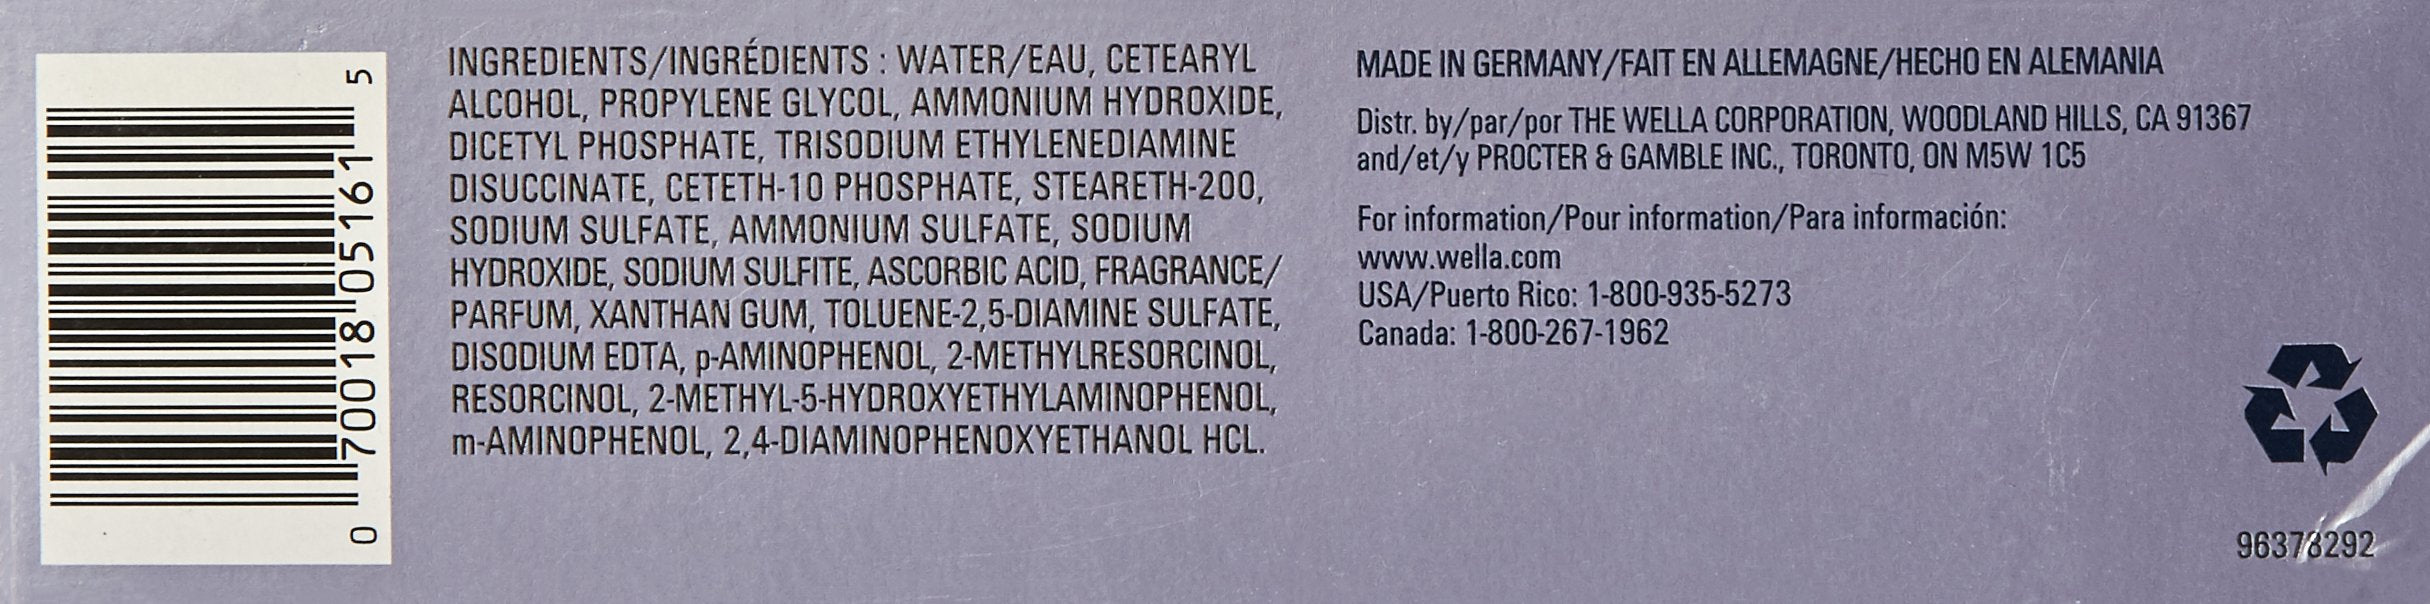 0 70018 05161 5
INGREDIENTS/INGRÉDIENTS : WATER/EAU, CETEARYL
ALCOHOL, PROPYLENE GLYCOL, AMMONIUM HYDROXIDE,
DICETYL PHOSPHATE, TRISODIUM ETHYLENEDIAMINE
DISUCCINATE, CETETH-10 PHOSPHATE, STEARETH-200,
SODIUM SULFATE, AMMONIUM SULFATE, SODIUM
HYDROXIDE, SODIUM SULFITE, ASCORBIC ACID, FRAGRANCE/
PARFUM, XANTHAN GUM, TOLUENE-2,5-DIAMINE SULFATE,
DISODIUM EDTA, p-AMINOPHENOL, 2-METHYLRESORCINOL,
RESORCINOL, 2-METHYL-5-HYDROXYETHYLAMINOPHENOL,
m-AMINOPHENOL, 2,4-DIAMINOPHENOXYETHANOL HCL.
MADE IN GERMANY/FAIT EN ALLEMAGNE/HECHO EN ALEMANIA
Distr. by/par/por THE WELLA CORPORATION, WOODLAND HILLS, CA 91367
and/et/y PROCTER & GAMBLE INC., TORONTO, ON M5W 1C5
For information/Pour information/Para información:
www.wella.com
USA/Puerto Rico: 1-800-935-5273
Canada: 1-800-267-1962
96378292